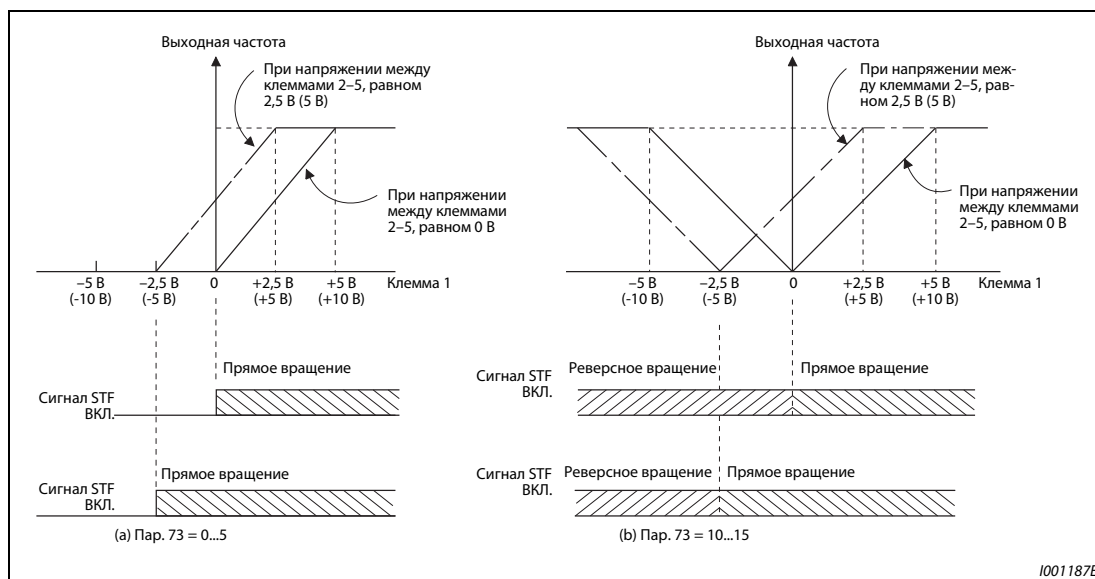 Выходная частота
При напряжении между
клеммами 2–5, равном
2,5 В (5 В)
При напряжении
между клеммами
2–5, равном 0 В
–5 В
(-10 В)
–2,5 В
(-5 В)
0
+2,5 В
(+5 В)
+5 В
(+10 В)
Клемма 1
Прямое вращение
Сигнал STF
ВКЛ.
Прямое вращение
Сигнал STF
ВКЛ.
(a) Пар. 73 = 0...5
Выходная частота
При напряжении меж-
ду клеммами 2–5, рав-
ном 2,5 В (5 В)
При напряжении
между клеммами
2–5, равном 0 В
–5 В
(-10 В)
–2,5 В
(-5 В)
0
+2,5 В
(+5 В)
+5 В
(+10 В)
Клемма 1
Реверсное вращение
Прямое вращение
Сигнал STF
ВКЛ.
Реверсное вращение
Прямое вращение
Сигнал STF
ВКЛ.
(b) Пар. 73 = 10...15
I001187E